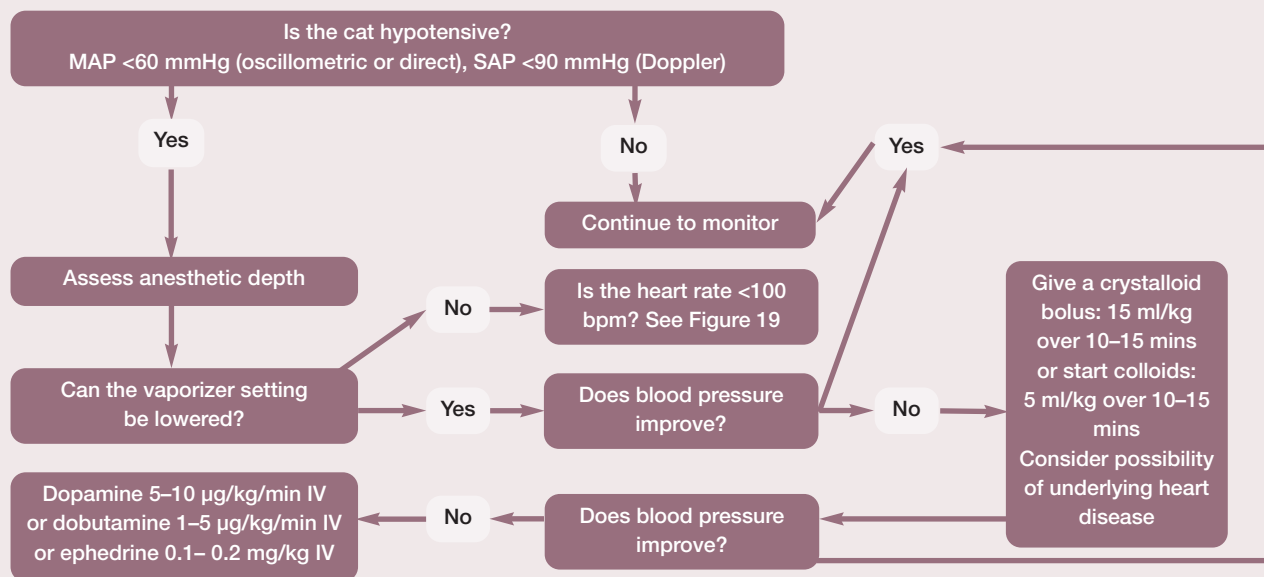 Is the cat hypotensive?
MAP <60 mmHg (oscillometric or direct), SAP <90 mmHg (Doppler)
Yes
No
Yes
Continue to monitor
Assess anesthetic depth
No
Is the heart rate <100
bpm? See Figure 19
Give a crystalloid
bolus: 15 ml/kg
over 10–15 mins
or start colloids:
5 ml/kg over 10–15
mins
Consider possibility
of underlying heart
disease
Can the vaporizer setting
be lowered?
Yes
Does blood pressure
improve?
No
Dopamine 5–10 µg/kg/min IV
or dobutamine 1–5 µg/kg/min IV
or ephedrine 0.1– 0.2 mg/kg IV
No
Does blood pressure
improve?